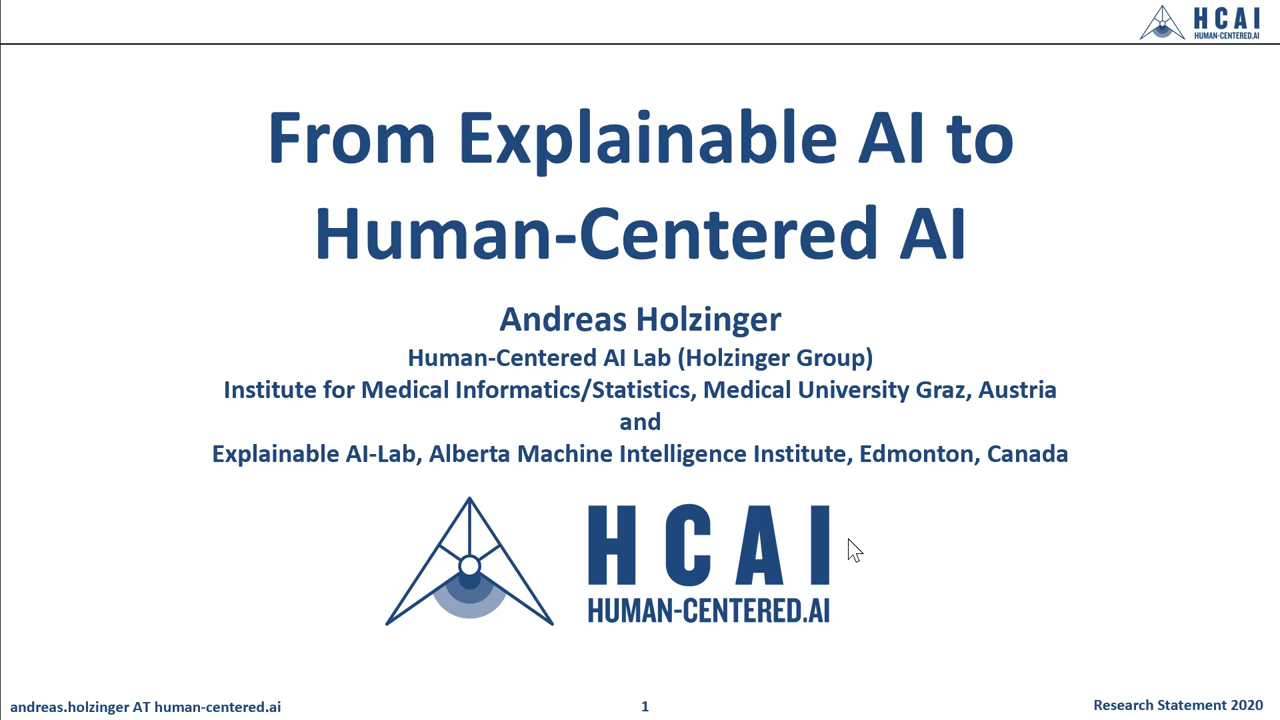 HCAI
HUMAN-CENTERED.AI
From Explainable AI to
Human-Centered AI
Andreas Holzinger
Human-Centered AI Lab (Holzinger Group)
Institute for Medical Informatics/Statistics, Medical University Graz, Austria
and
Explainable AI-Lab, Alberta Machine Intelligence Institute, Edmonton, Canada
HCAI
HUMAN-CENTERED.AI
andreas.holzinger AT human-centered.ai
1
Research Statement 2020